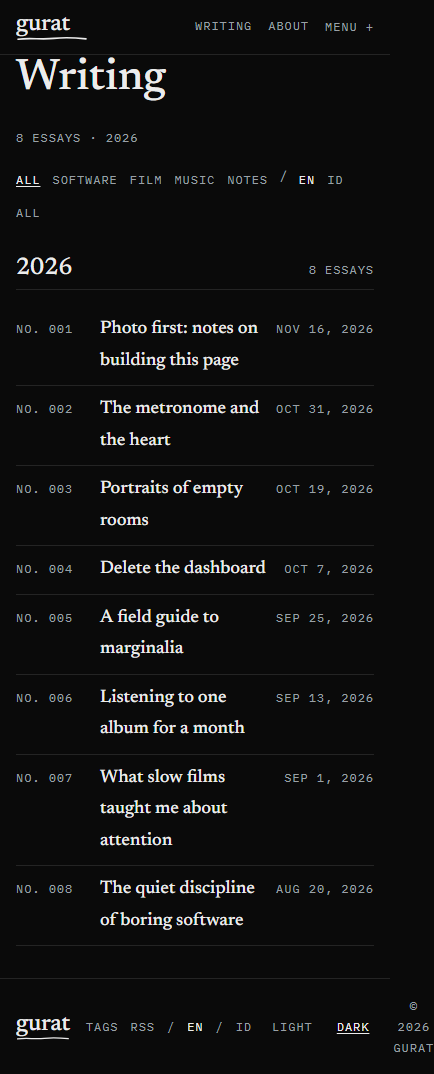 gurat WRITING ABOUT MENU +
Writing
8 ESSAYS · 2026
ALL SOFTWARE FILM MUSIC NOTES / EN ID
ALL
2026 8 ESSAYS
NO. 001 Photo first: notes on NOV 16, 2026
building this page
NO. 002 The metronome and OCT 31, 2026
the heart
NO. 003 Portraits of empty OCT 19, 2026
rooms
NO. 004 Delete the dashboard OCT 7, 2026
NO. 005 A field guide to SEP 25, 2026
marginalia
NO. 006 Listening to one SEP 13, 2026
album for a month
NO. 007 What slow films SEP 1, 2026
taught me about
attention
NO. 008 The quiet discipline AUG 20, 2026
of boring software
gurat TAGS RSS / EN / ID LIGHT DARK ©
2026
GURAT